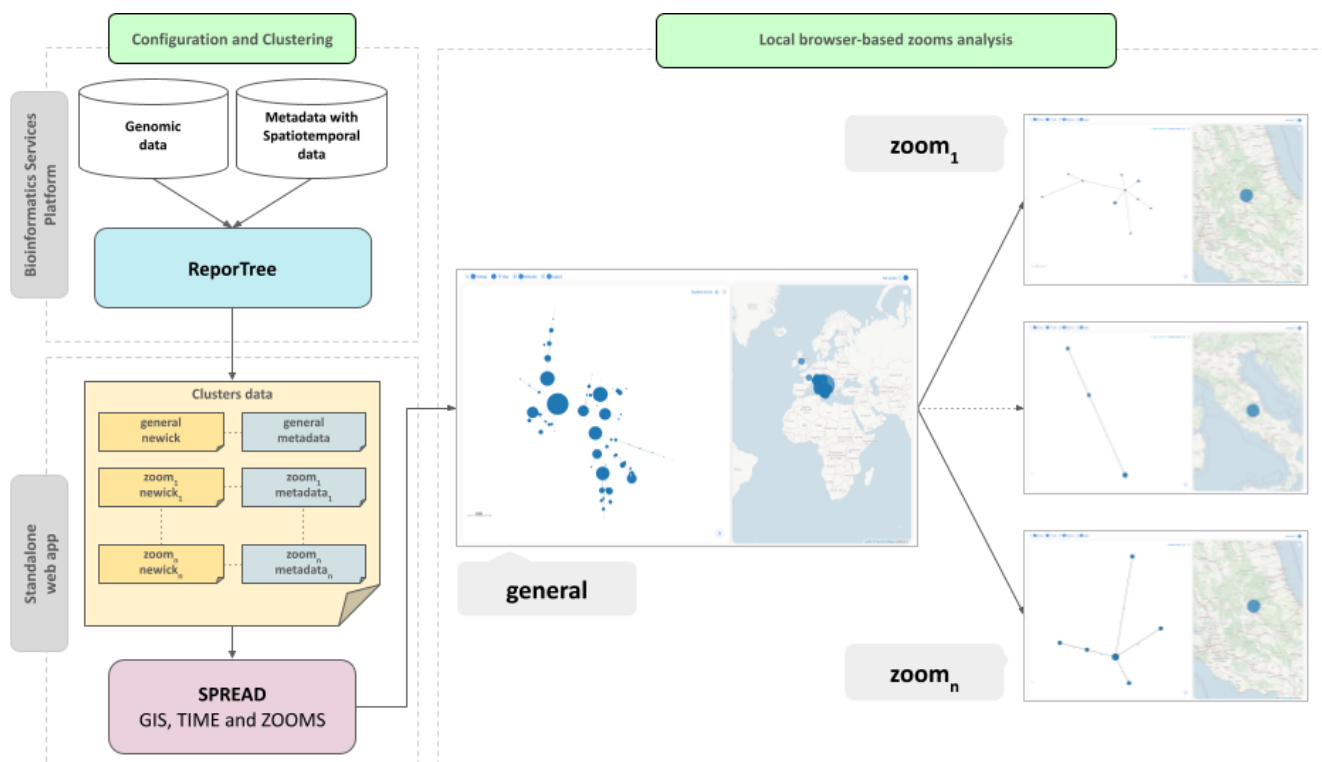 Configuration and Clustering
Local browser-based zooms analysis
Bioinformatics Services
Platform
Genomic
data
Metadata with
Spatiotemporal
data
ReporTree
Standalone
web app
Clusters data
general
newick
general
metadata
zoom1
newick1
zoom1
metadata1
zoomn
newickn
zoomn
metadatan
SPREAD
GIS, TIME and ZOOMS
general
zoom1
zoomn